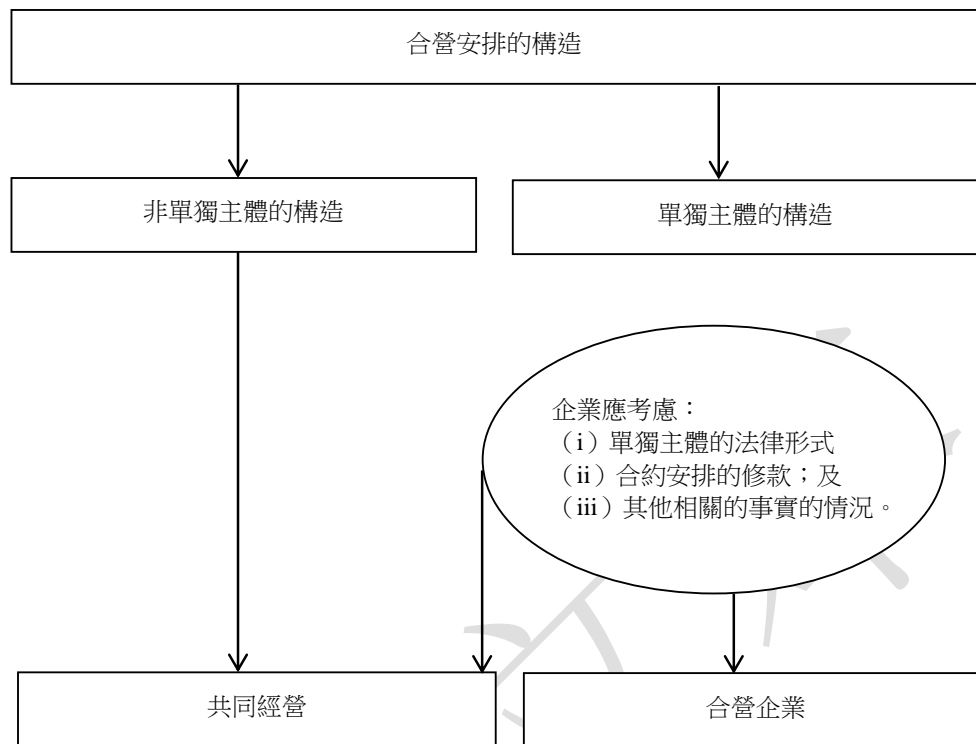 合營安排的構造
非單獨主體的構造
單獨主體的構造
企業應考慮：
（i）單獨主體的法律形式
（ii）合約安排的修款；及
（iii）其他相關的事實的情況。
共同經營
合營企業